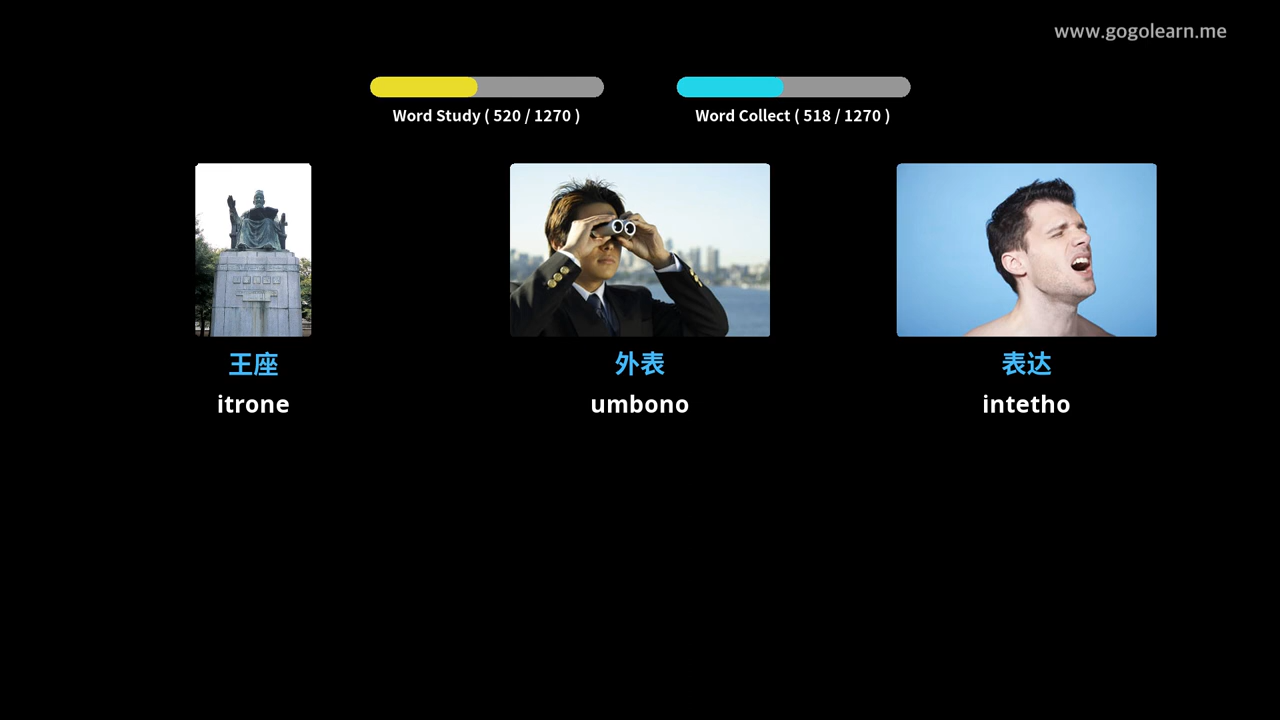 www.gogolearn.me
Word Study ( 520 / 1270 )
Word Collect ( 518 / 1270 )
王座
外表
表达
itrone
umbono
intetho